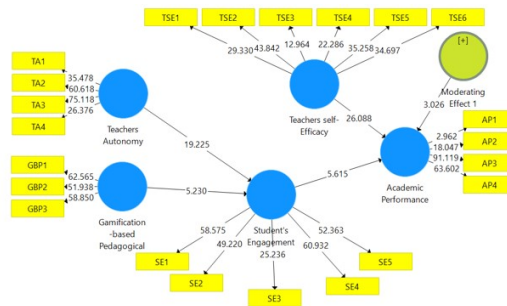 TSE1
TSE2
TSE3
TSE4
TSE5
TSE6
29.330
43.842
12.964
22.286
35.258
34.697
[+]
Moderating
Effect 1
TA1
TA2
TA3
TA4
35.478
60.618
75.118
26.376
Teachers
Autonomy
Teachers self-
Efficacy
26.088
3.026
AP1
AP2
AP3
AP4
2.962
18.047
91.119
63.602
Academic
Performance
19.225
5.615
GBP1
GBP2
GBP3
62.565
51.938
58.850
Gamification
-based
Pedagogical
5.230
Student's
Engagement
58.575
49.220
25.236
60.932
52.363
SE1
SE2
SE3
SE4
SE5